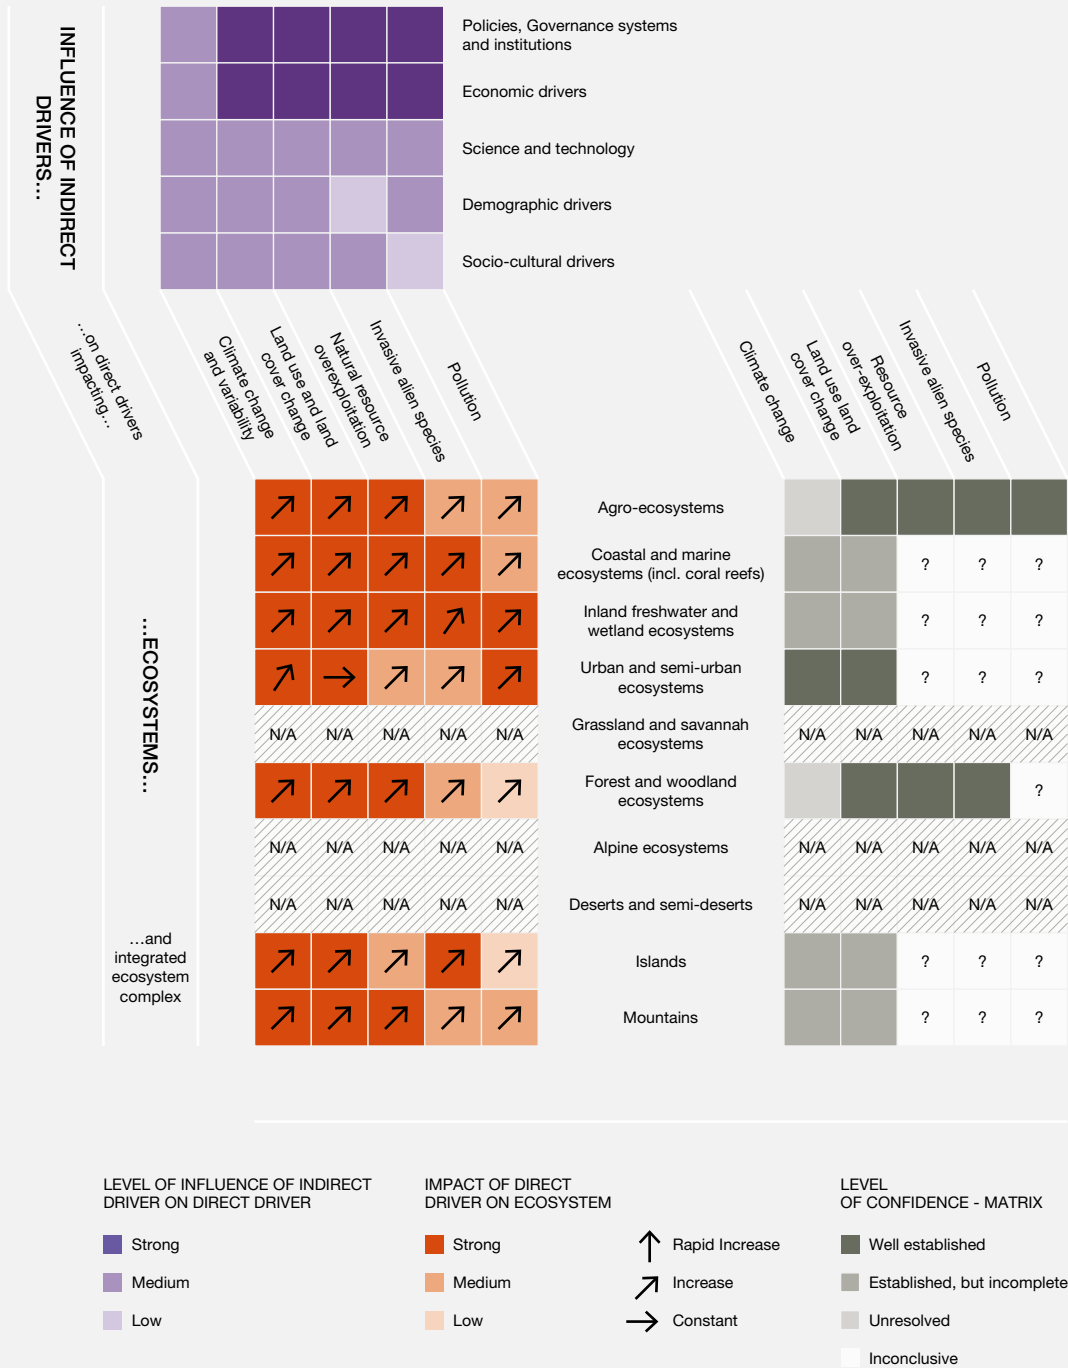 INFLUENCE OF INDIRECT
DRIVERS...
Policies, Governance systems
and institutions
Economic drivers
Science and technology
Demographic drivers
Socio-cultural drivers
...on direct drivers
impacting...
Climate change
and variability
Land use and land
cover change
Natural resource
overexploitation
Invasive alien species
Pollution
Climate change
Land use land
cover change
Resource
over-exploitation
Invasive alien species
Pollution
...ECOSYSTEMS...
Agro-ecosystems
Coastal and marine
ecosystems (incl. coral reefs)
? ? ?
Inland freshwater and
wetland ecosystems
? ? ?
Urban and semi-urban
ecosystems
? ? ?
N/A N/A N/A N/A N/A
Grassland and savannah
ecosystems
N/A N/A N/A N/A N/A
Forest and woodland
ecosystems
?
N/A N/A N/A N/A N/A Alpine ecosystems N/A N/A N/A N/A N/A
N/A N/A N/A N/A N/A Deserts and semi-deserts N/A N/A N/A N/A N/A
...and
integrated
ecosystem
complex
Islands ? ? ?
Mountains ? ? ?
LEVEL OF INFLUENCE OF INDIRECT
DRIVER ON DIRECT DRIVER
Strong
Medium
Low
IMPACT OF DIRECT
DRIVER ON ECOSYSTEM
Strong
Medium
Low
Rapid Increase
Increase
Constant
LEVEL
OF CONFIDENCE - MATRIX
Well established
Established, but incomplete
Unresolved
Inconclusive